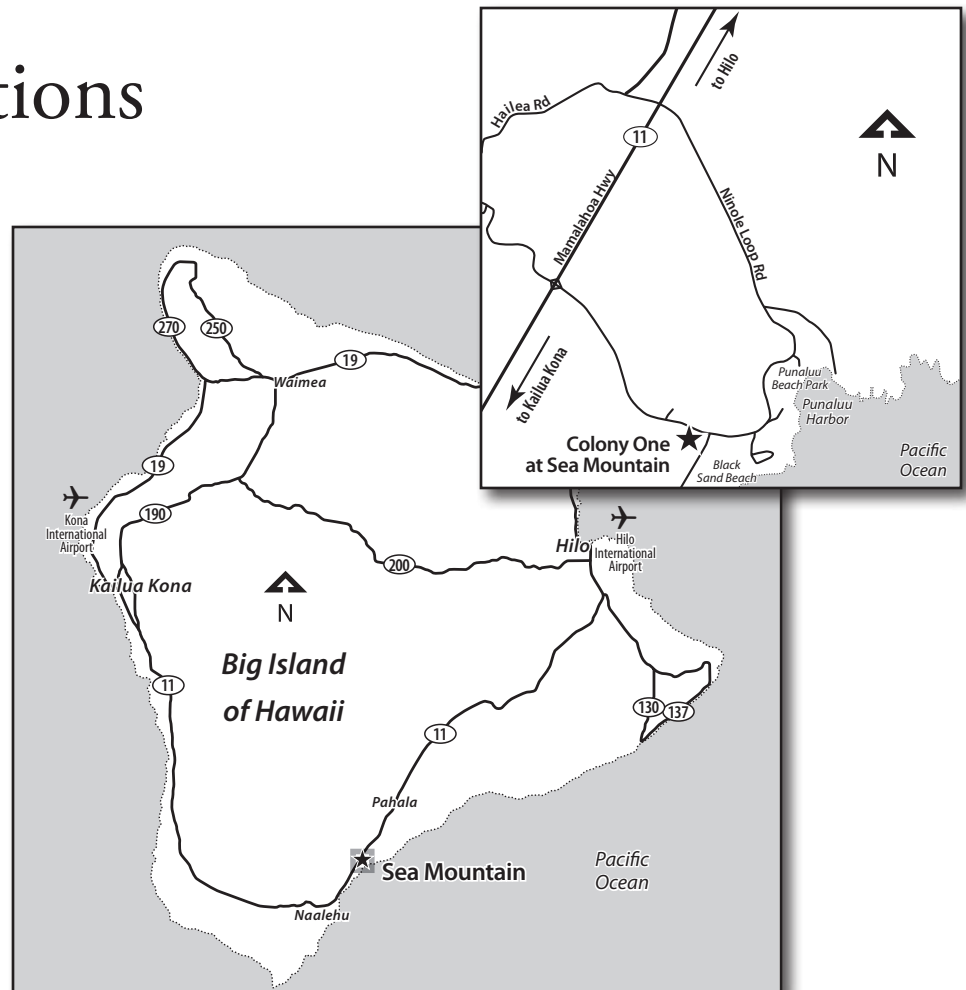 tions
to Hilo
Hailea Rd
11
N
Mamalahoa Hwy
Ninole Loop Rd
to Kailua Kona
Punaluu
Beach Park
Punaluu
Harbor
Colony One
at Sea Mountain
Black
Sand Beach
Pacific
Ocean
270
250
19
Waimea
19
190
Kona
International
Airport
Hilo
Hilo
International
Airport
200
Kailua Kona
N
Big Island
of Hawaii
11
130
137
11
Pahala
Sea Mountain
Pacific
Ocean
Naalehu